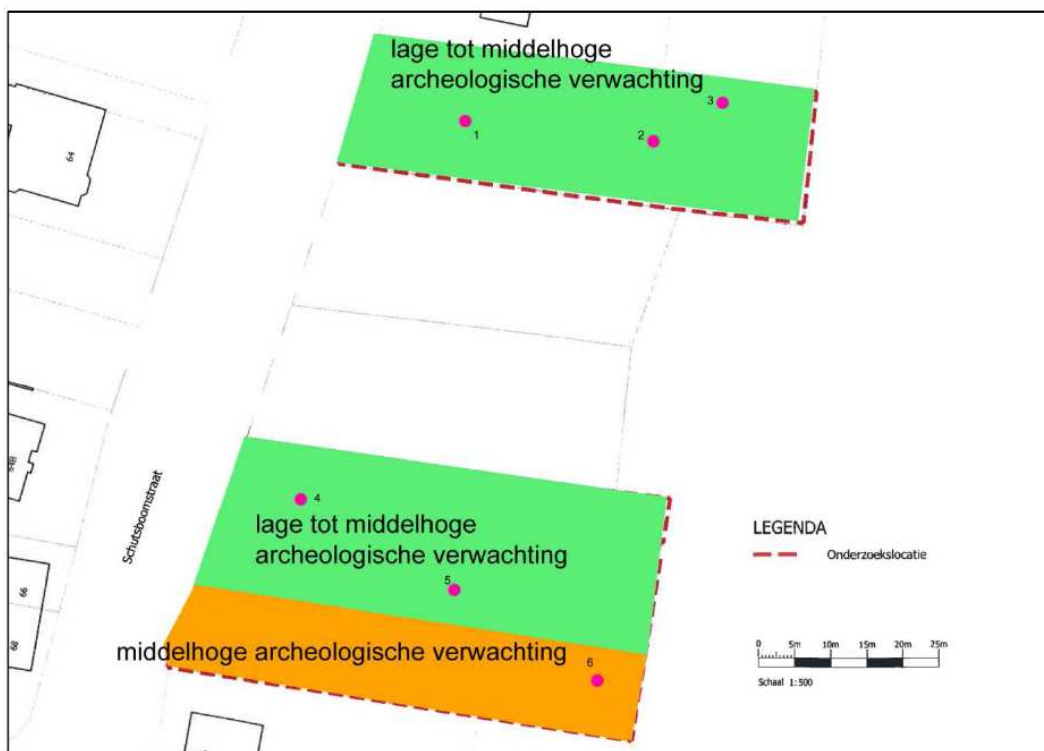 lage tot middelhoge
archeologische verwachting
3
1
2
64
4
lage tot middelhoge
archeologische verwachting
5
Schutsboomstraat
64B
66
68
middelhoge archeologische verwachting
6
LEGENDA
Onderzoekslocatie
0 5m 10m 15m 20m 25m
Schaal 1:500